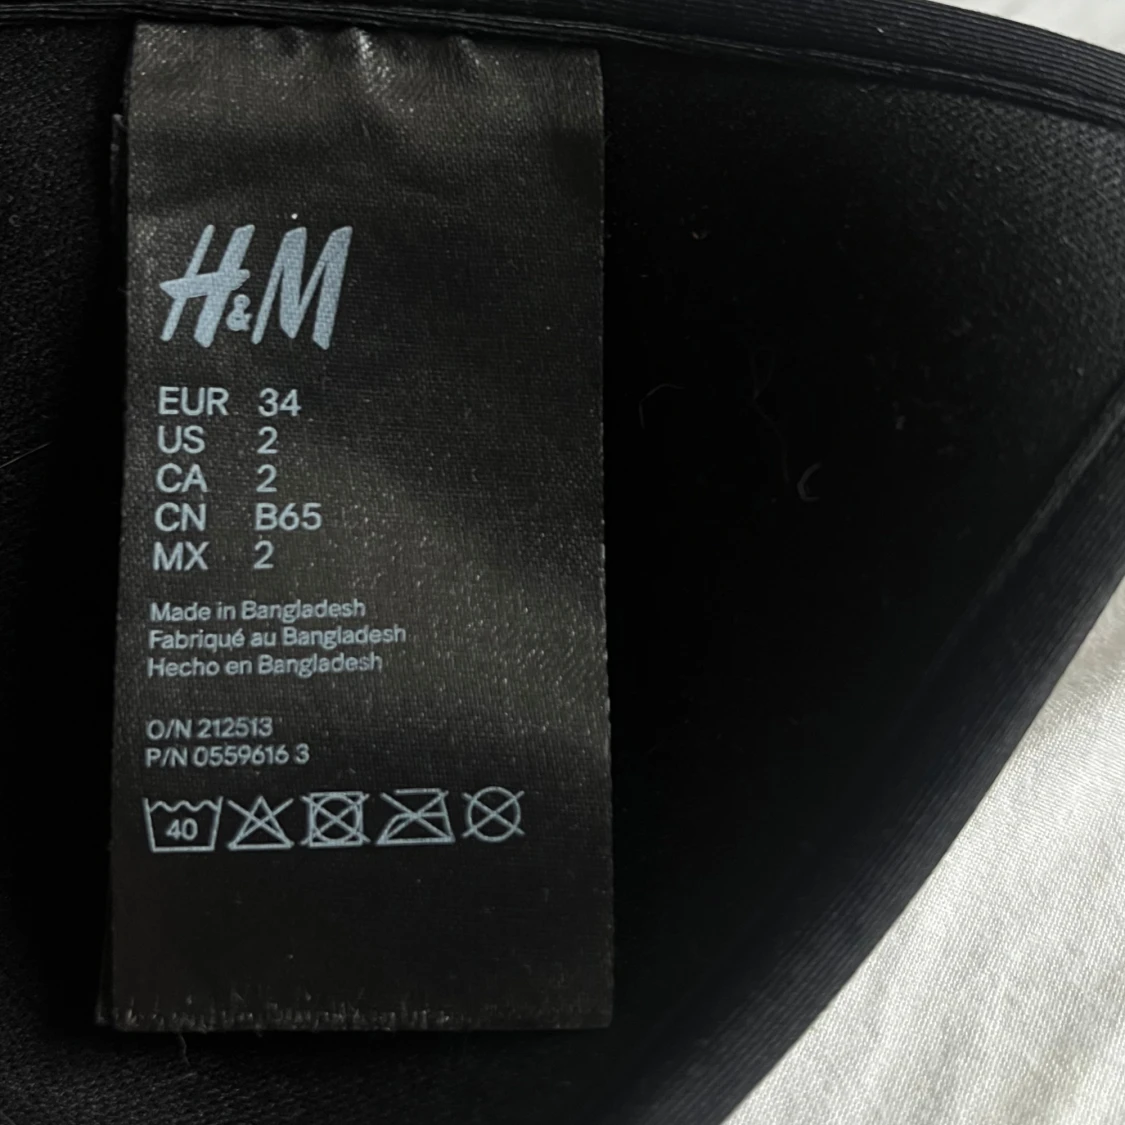 H&M
EUR 34
US 2
CA 2
CN B65
MX 2
Made in Bangladesh
Fabriqué au Bangladesh
Hecho en Bangladesh
O/N 212513
P/N 0559616 3
40